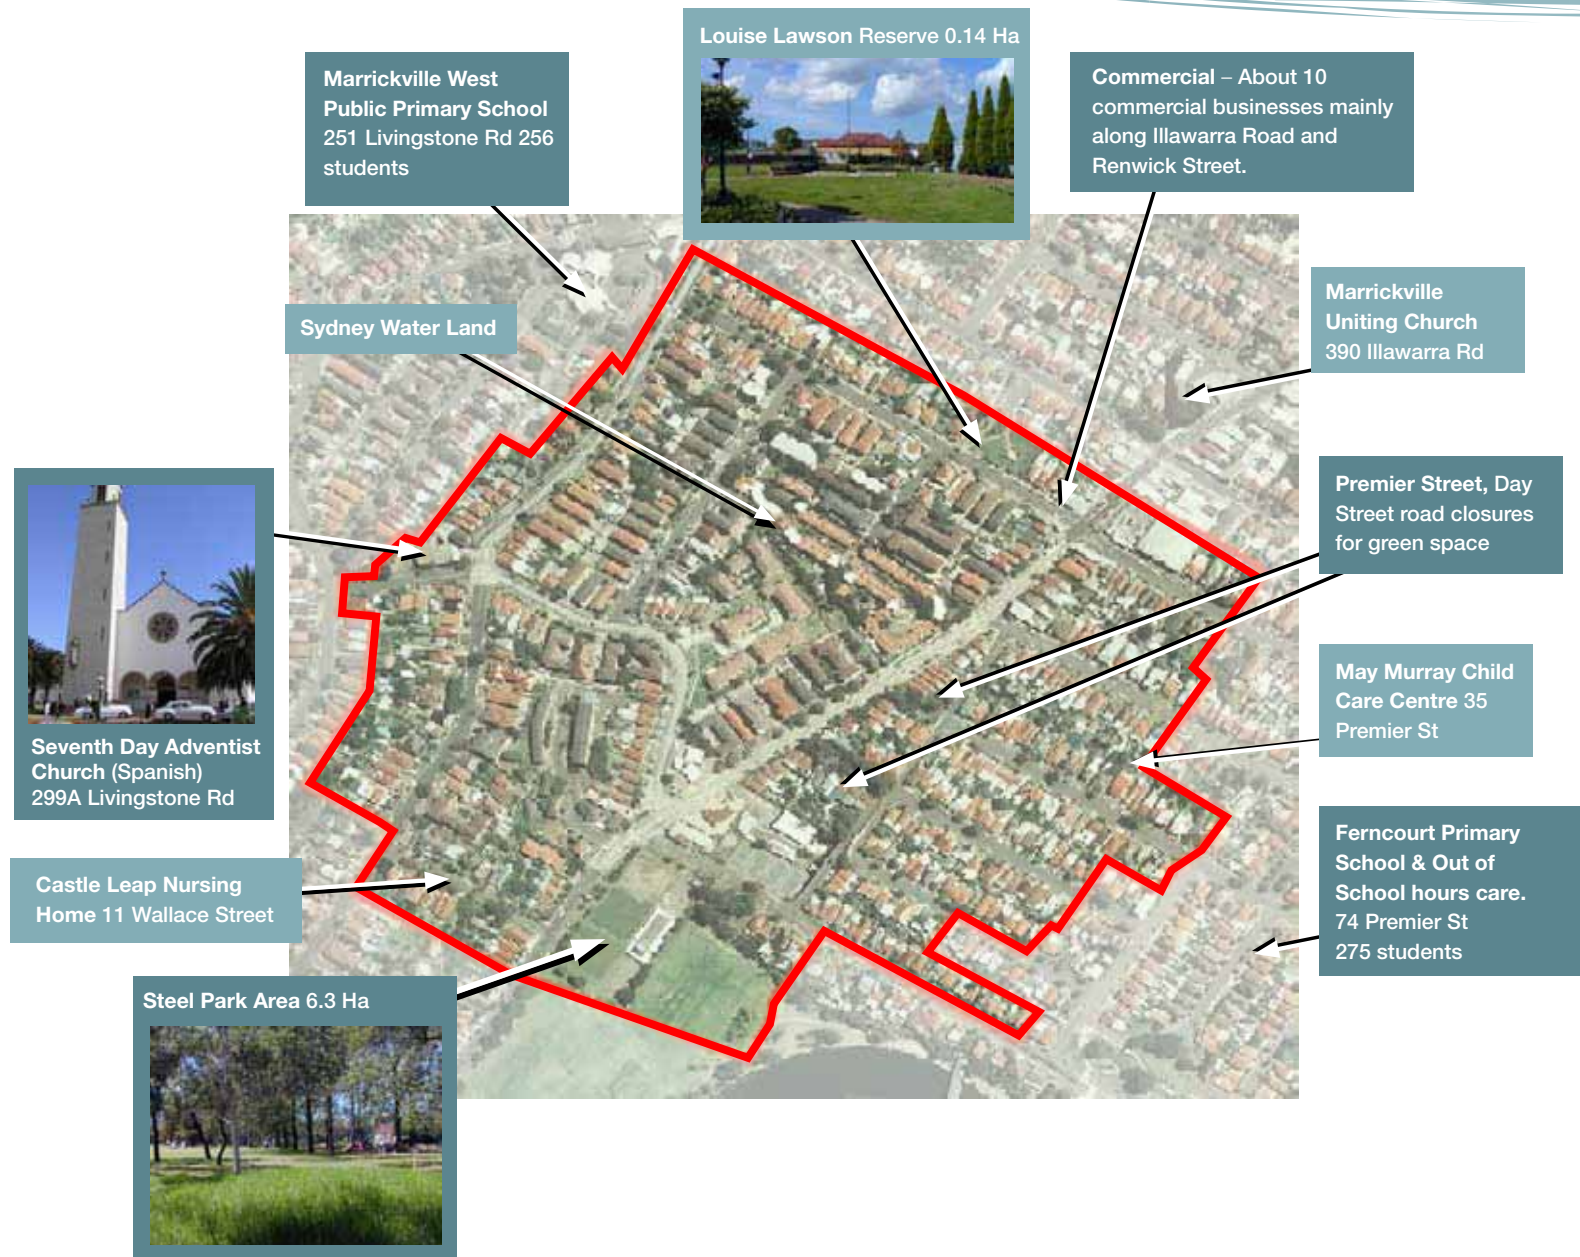 Louise Lawson Reserve 0.14 Ha
Marrickville West
Public Primary School
251 Livingstone Rd 256
students
Commercial – About 10
commercial businesses mainly
along Illawarra Road and
Renwick Street.
Sydney Water Land
Marrickville
Uniting Church
390 Illawarra Rd
Premier Street, Day
Street road closures
for green space
May Murray Child
Care Centre 35
Premier St
Seventh Day Adventist
Church (Spanish)
299A Livingstone Rd
Ferncourt Primary
School & Out of
School hours care.
74 Premier St
275 students
Castle Leap Nursing
Home 11 Wallace Street
Steel Park Area 6.3 Ha